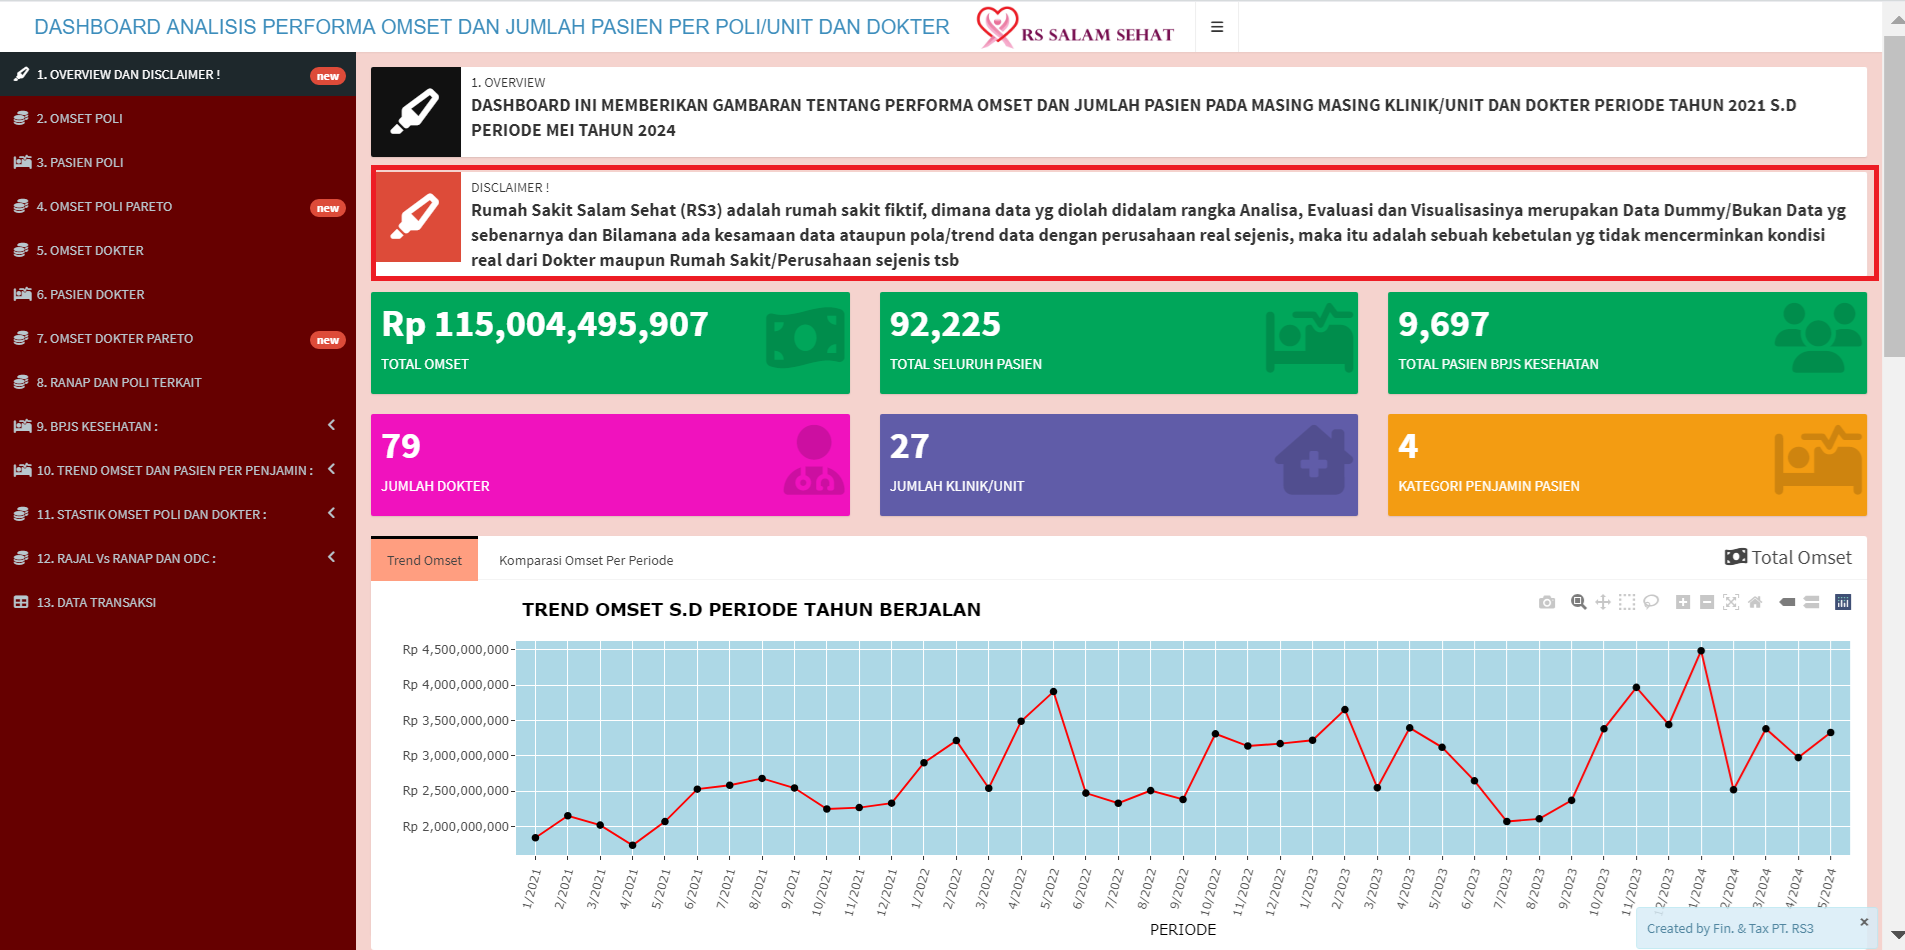 DASHBOARD ANALISIS PERFORMA OMSET DAN JUMLAH PASIEN PER POLI/UNIT DAN DOKTER
RS SALAM SEHAT
1. OVERVIEW DAN DISCLAIMER !
new
2. OMSET POLI
3. PASIEN POLI
4. OMSET POLI PARETO
new
5. OMSET DOKTER
6. PASIEN DOKTER
7. OMSET DOKTER PARETO
new
8. RANAP DAN POLI TERKAIT
9. BPJS KESEHATAN :
10. TREND OMSET DAN PASIEN PER PENJAMIN :
11. STASTIK OMSET POLI DAN DOKTER :
12. RAJAL Vs RANAP DAN ODC :
13. DATA TRANSAKSI
1. OVERVIEW
DASHBOARD INI MEMBERIKAN GAMBARAN TENTANG PERFORMA OMSET DAN JUMLAH PASIEN PADA MASING MASING KLINIK/UNIT DAN DOKTER PERIODE TAHUN 2021 S.D
PERIODE MEI TAHUN 2024
DISCLAIMER !
Rumah Sakit Salam Sehat (RS3) adalah rumah sakit fiktif, dimana data yg diolah didalam rangka Analisa, Evaluasi dan Visualisasinya merupakan Data Dummy/Bukan Data yg
sebenarnya dan Bilamana ada kesamaan data ataupun pola/trend data dengan perusahaan real sejenis, maka itu adalah sebuah kebetulan yg tidak mencerminkan kondisi
real dari Dokter maupun Rumah Sakit/Perusahaan sejenis tsb
Rp 115,004,495,907
TOTAL OMSET
92,225
TOTAL SELURUH PASIEN
9,697
TOTAL PASIEN BPJS KESEHATAN
79
JUMLAH DOKTER
27
JUMLAH KLINIK/UNIT
4
KATEGORI PENJAMIN PASIEN
Trend Omset
Komparasi Omset Per Periode
Total Omset
TREND OMSET S.D PERIODE TAHUN BERJALAN
Rp 4,500,000,000
Rp 4,000,000,000
Rp 3,500,000,000
Rp 3,000,000,000
Rp 2,500,000,000
Rp 2,000,000,000
1/2021
2/2021
3/2021
4/2021
5/2021
6/2021
7/2021
8/2021
9/2021
10/2021
11/2021
12/2021
1/2022
2/2022
3/2022
4/2022
5/2022
6/2022
7/2022
8/2022
9/2022
10/2022
11/2022
12/2022
1/2023
2/2023
3/2023
4/2023
5/2023
6/2023
7/2023
8/2023
9/2023
10/2023
11/2023
12/2023
1/2024
2/2024
3/2024
4/2024
5/2024
PERIODE
Created by Fin. & Tax PT. RS3